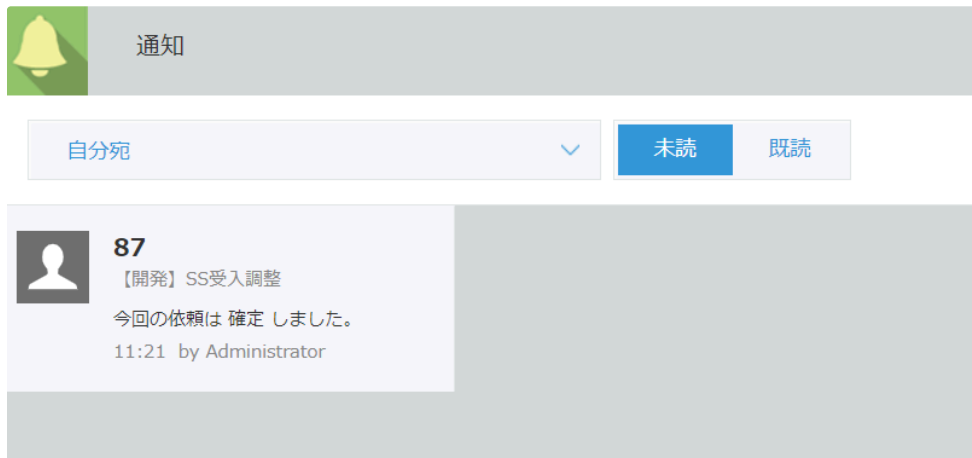 通知
自分宛
未読 既読
87
【開発】SS受入調整
今回の依頼は 確定 しました。
11:21 by Administrator